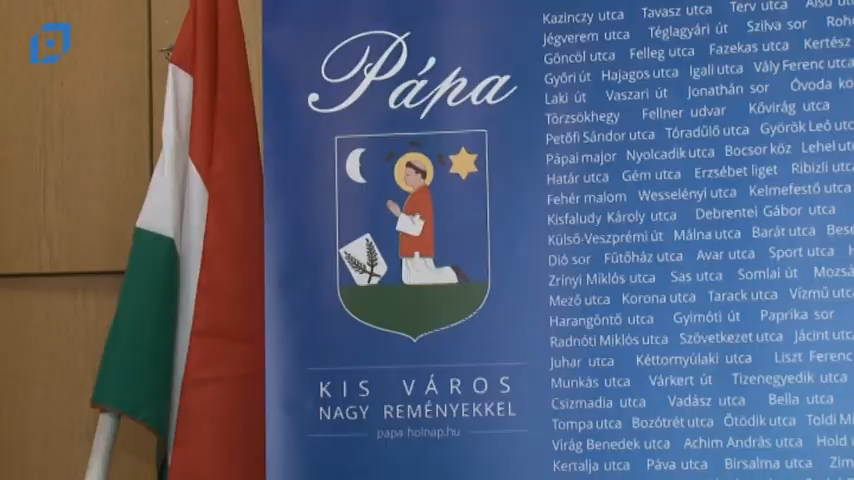 Pápa
KIS VÁROS
NAGY REMÉNYEKKEL
papa-holnap.hu
Kazinczy utca Tavasz utca Terv utca Alsó
Jégverem utca Téglagyári út Szilva sor
Göncöl utca Felleg utca Fazekas utca Kertész
Győri út Hajagos utca Igali utca Vály Ferenc utca
Laki út Vaszari út Jonathán sor Óvoda
Törzsökhegy Fellner udvar Kővirág utca
Petőfi Sándor utca Tóradűlő utca Györök Leó utca
Pápai major Nyolcadik utca Bocsor köz Lehel
Határ utca Gém utca Erzsébet liget Ribizli
Fehér malom Wesselényi utca Kelmefestő utca
Kisfaludy Károly utca Debrentei Gábor utca
Külső-Veszprémi út Málna utca Barát utca
Dió sor Fűtőház utca Avar utca Sport utca
Zrínyi Miklós utca Sas utca Somlai út
Mező utca Korona utca Tarack utca Vízmű
Harangöntő utca Gyimóti út Paprika sor
Radnóti Miklós utca Szövetkezet utca Jácint
Juhar utca Kéttornyúlaki utca Liszt Ferenc
Munkás utca Várkert út Tizenegyedik utca
Csizmadia utca Vadász utca Bella utca
Tompa utca Bozótrét utca Ötödik utca Toldi
Virág Benedek utca Achim András utca Hold
Kertalja utca Páva utca Birsalma utca